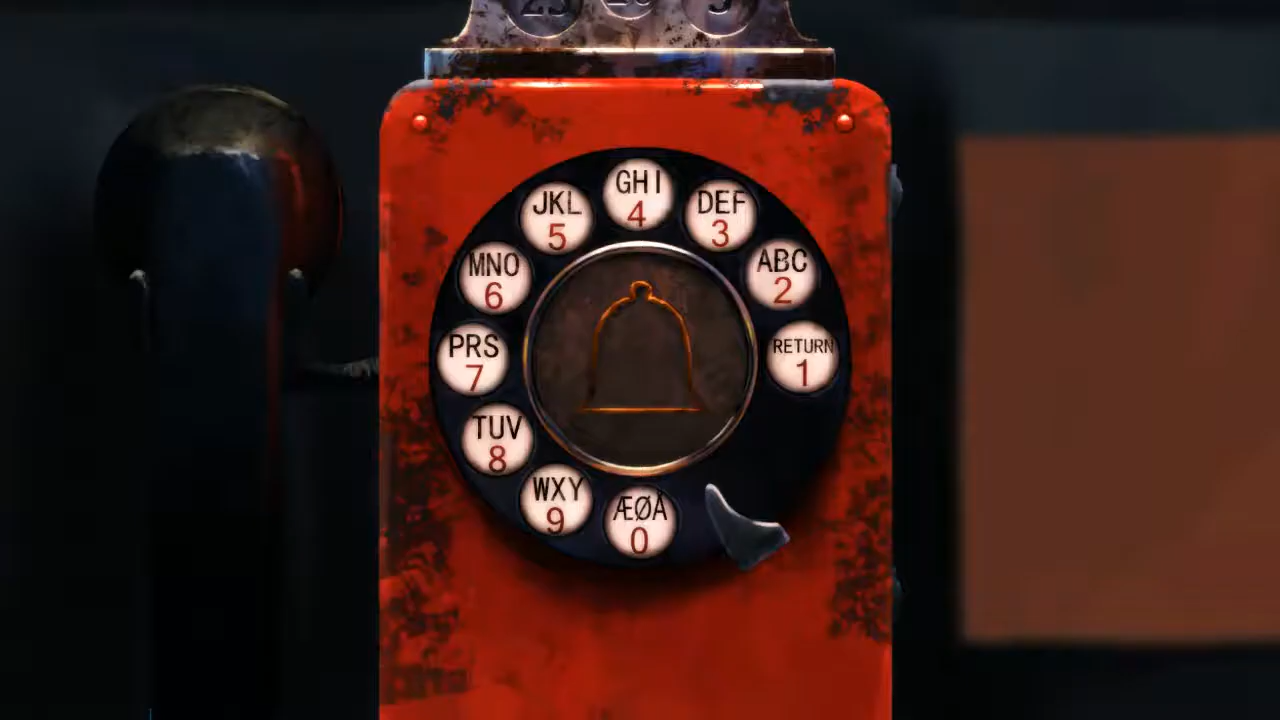 GHI
4
JKL
5
DEF
3
MNO
6
ABC
2
PRS
7
RETURN
1
TUV
8
WXY
9
ÆØÅ
0